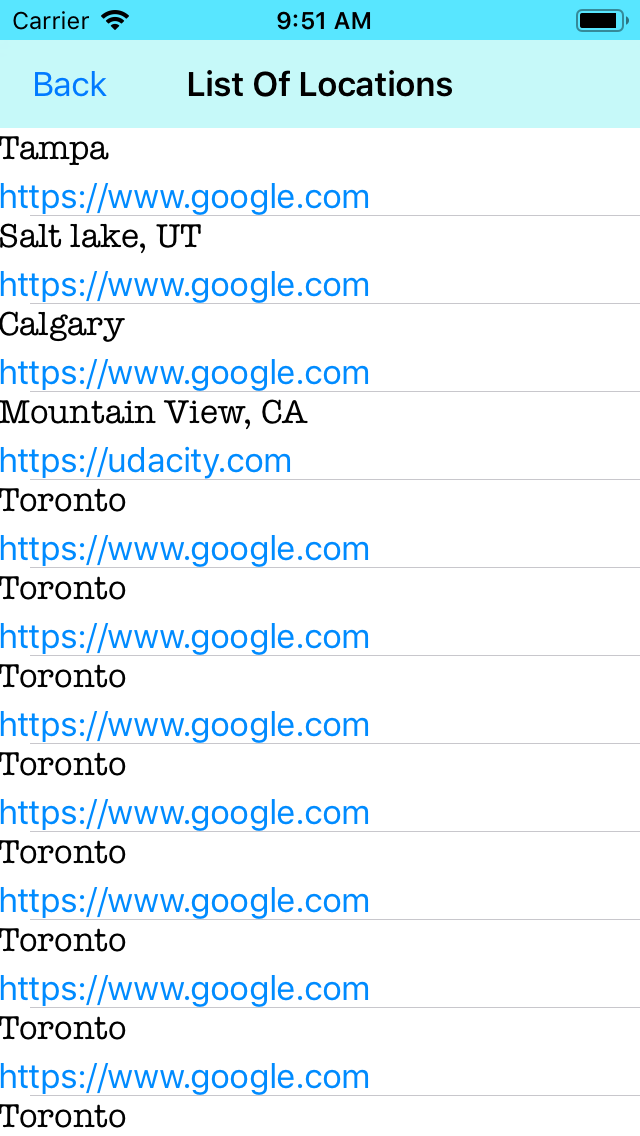 Carrier 9:51 AM
Back List Of Locations
Tampa
https://www.google.com
Salt lake, UT
https://www.google.com
Calgary
https://www.google.com
Mountain View, CA
https://udacity.com
Toronto
https://www.google.com
Toronto
https://www.google.com
Toronto
https://www.google.com
Toronto
https://www.google.com
Toronto
https://www.google.com
Toronto
https://www.google.com
Toronto
https://www.google.com
Toronto